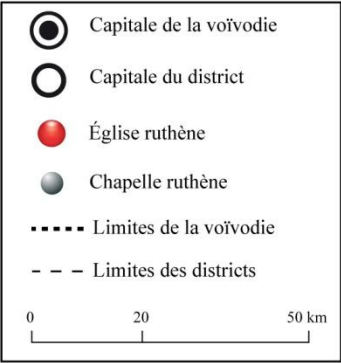 Capitale de la voïvodie
Capitale du district
Église ruthène
Chapelle ruthène
Limites de la voïvodie
Limites des districts
0 20 50 km